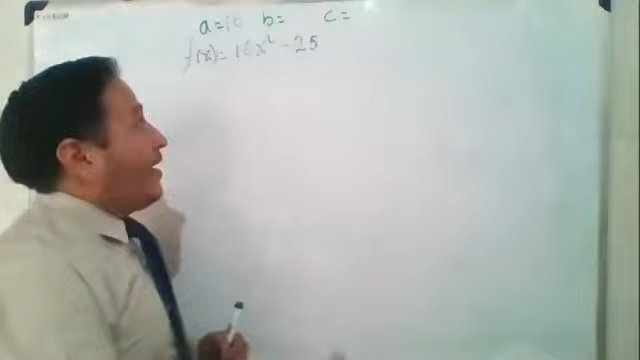 a=16 b= c=
f(x)= 16x² - 25